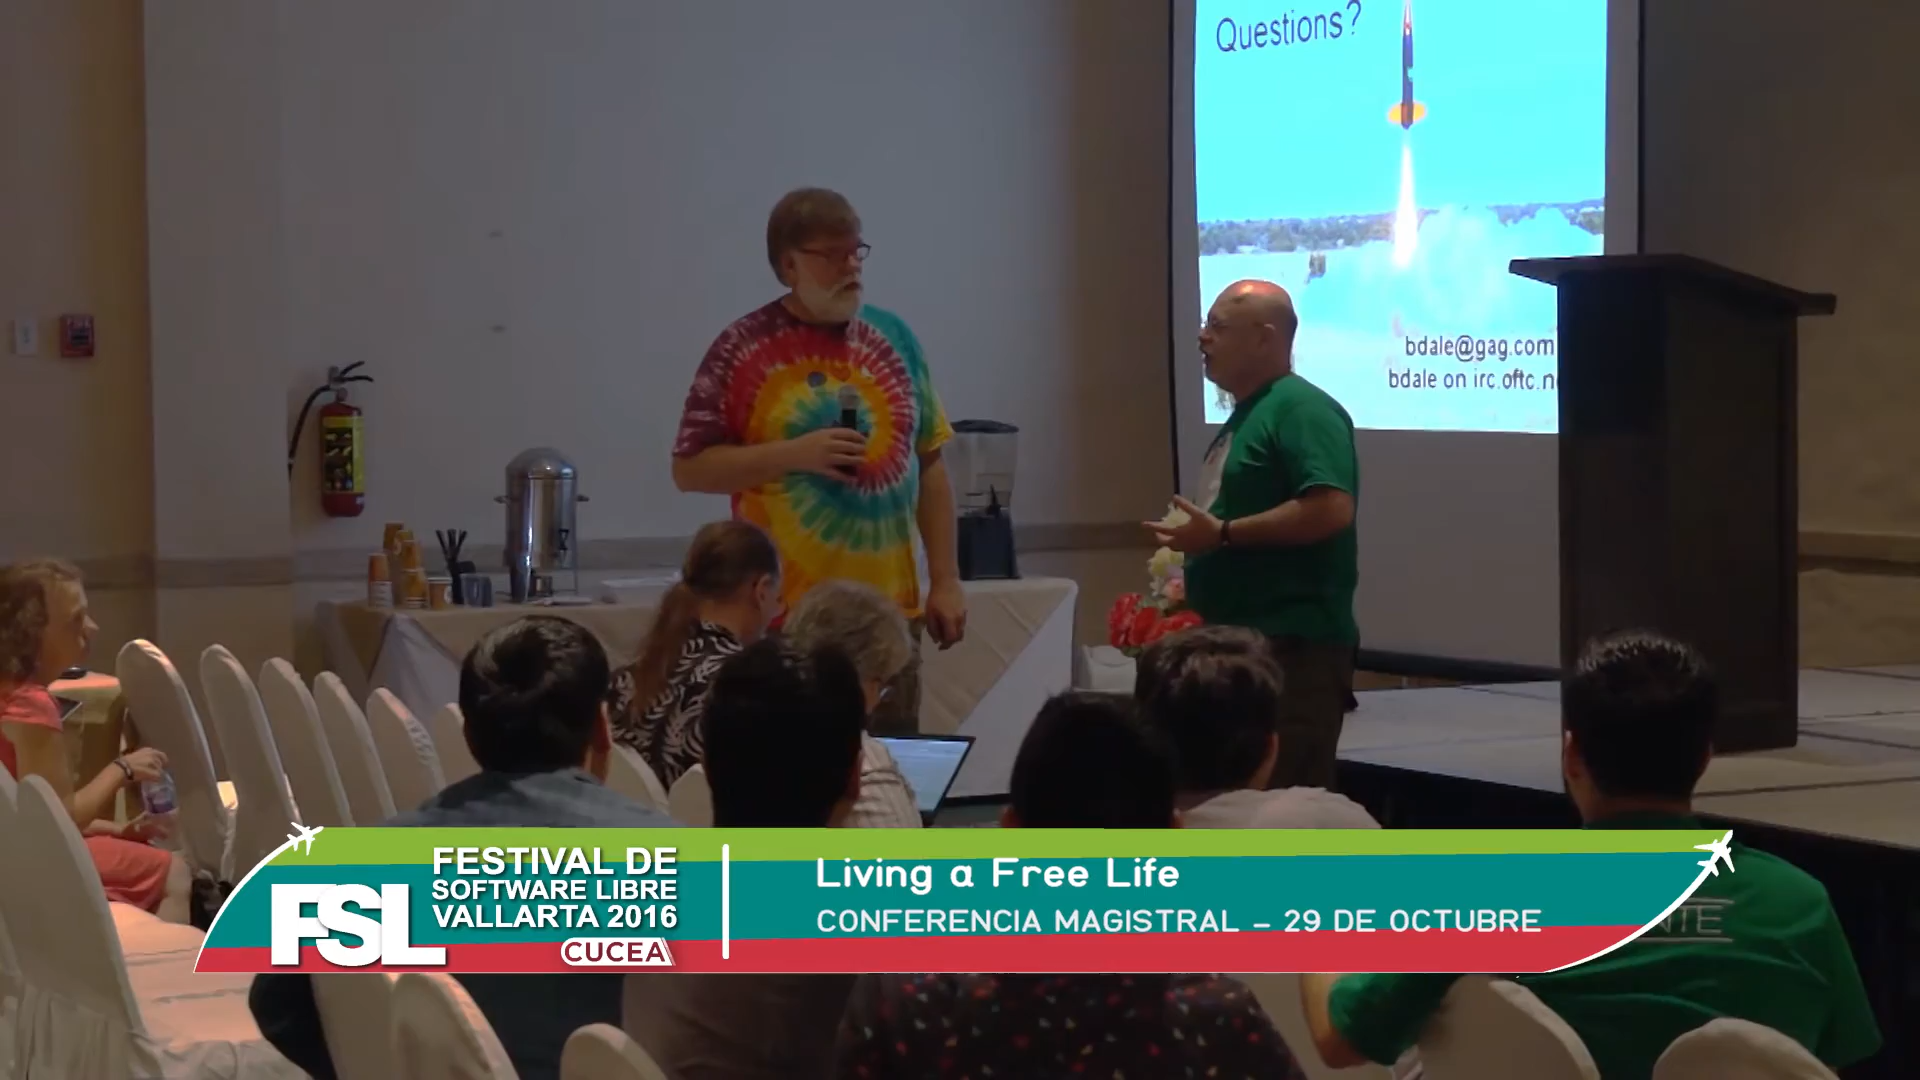 Questions?
bdale@gag.com
bdale on irc.oftc.n
FESTIVAL DE
SOFTWARE LIBRE
VALLARTA 2016
FSL
CUCEA
Living a Free Life
CONFERENCIA MAGISTRAL – 29 DE OCTUBRE